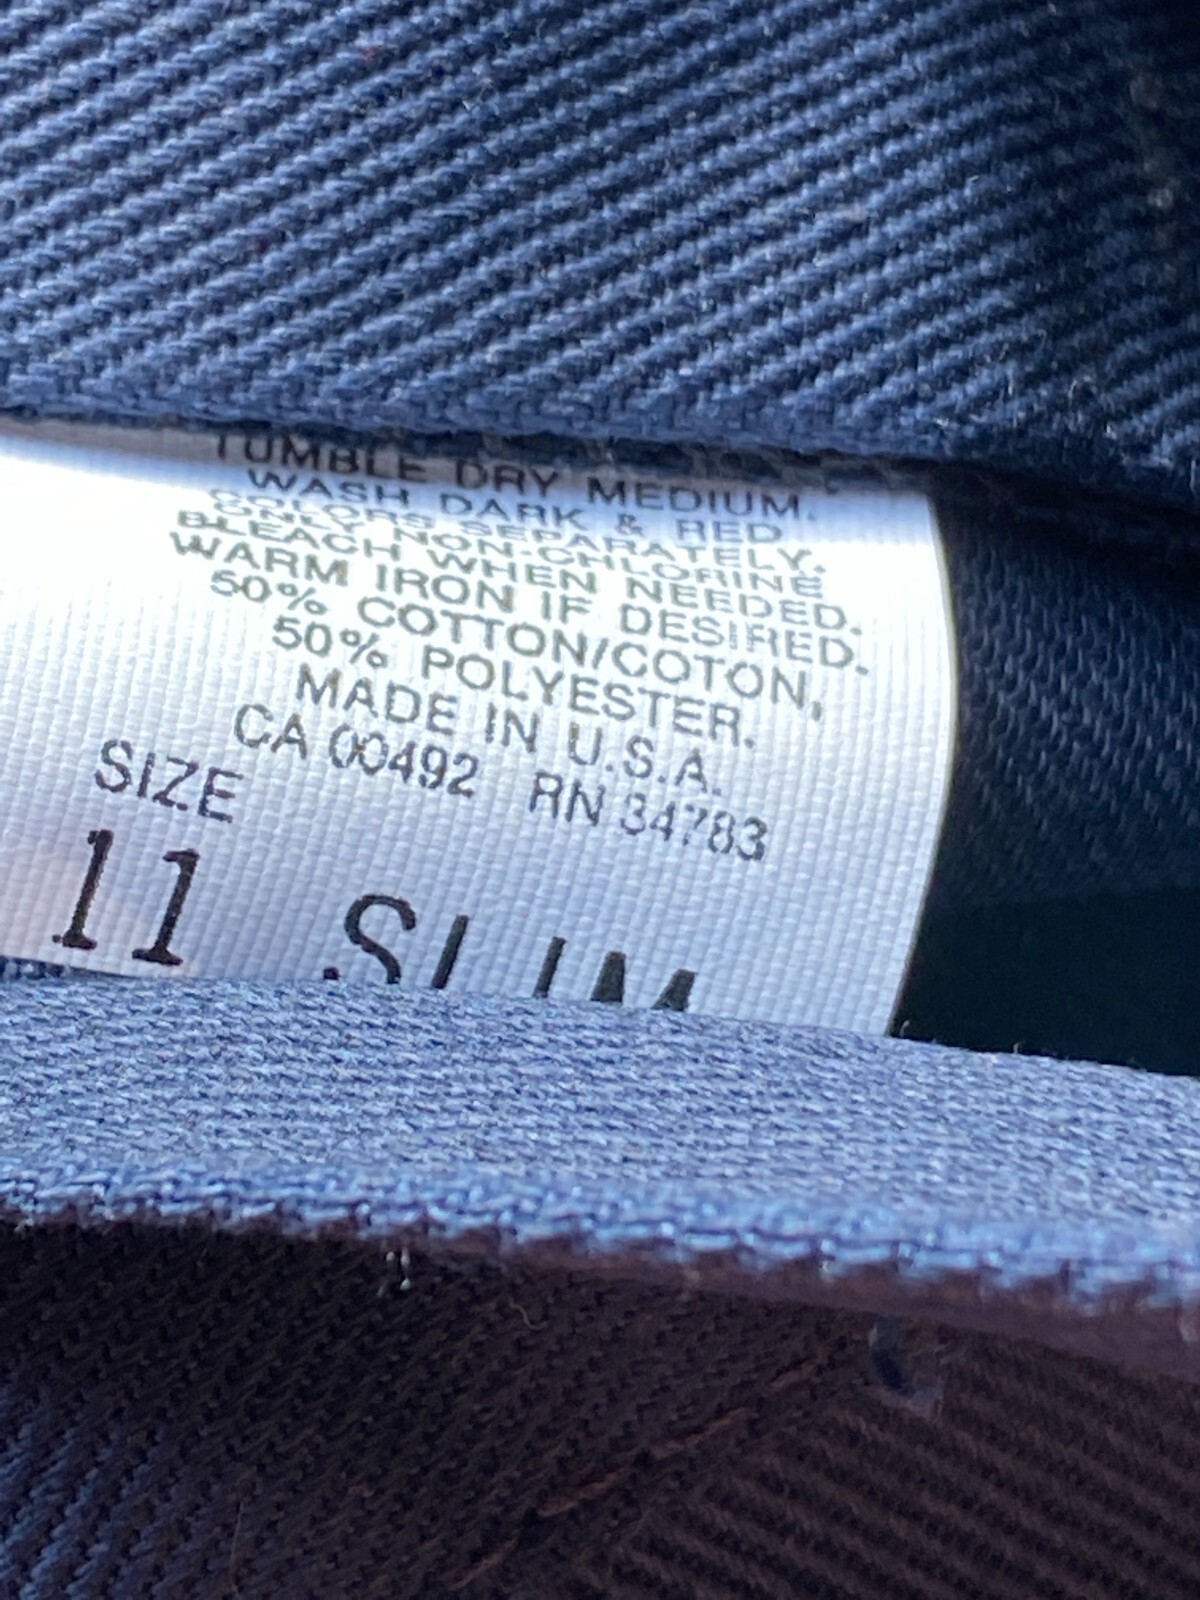 TUMBLE DRY MEDIUM.
WASH DARK & RED
COLORS SEPARATELY.
ONLY NON-CHLORINE
BLEACH WHEN NEEDED.
WARM IRON IF DESIRED.
50% COTTON/COTON,
50% POLYESTER.
MADE IN U.S.A.
CA 00492 RN 34783
SIZE
11 SLIM